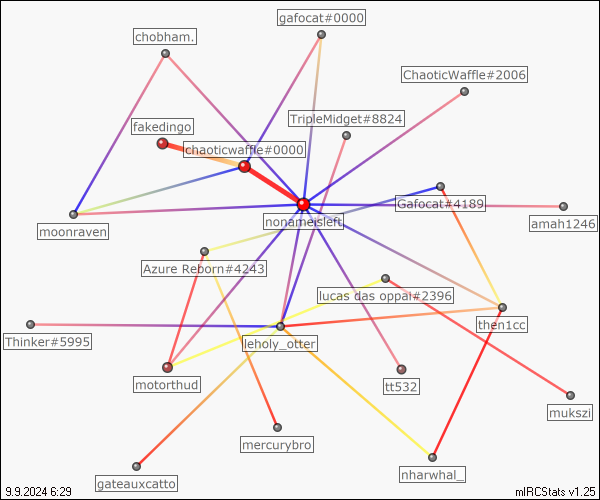 gafocat#0000
chobham.
ChaoticWaffle#2006
TripleMidget#8824
fakedingo
chaoticwaffle#0000
Gafocat#4189
nonameisleft
amah1246
moonraven
Azure Reborn#4243
lucas das oppai#2396
then1cc
Thinker#5995
leholy_otter
motorthud
tt532
mukszi
mercurybro
nharwhal_
gateauxcatto
9.9.2024 6:29
mIRCStats v1.25